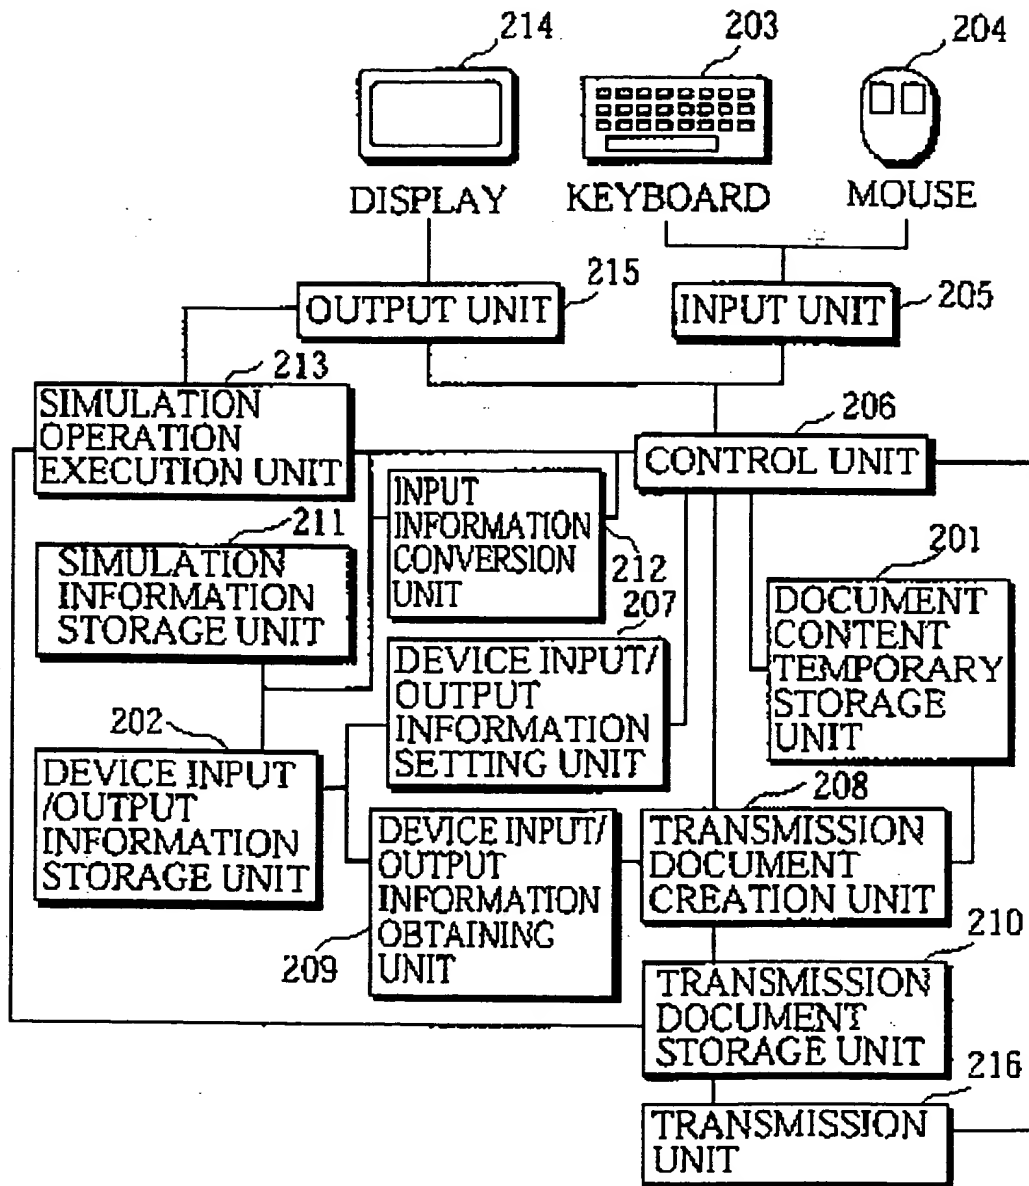 214
203
204
DISPLAY
KEYBOARD
MOUSE
215
205
OUTPUT UNIT
INPUT UNIT
213
206
SIMULATION
OPERATION
EXECUTION UNIT
CONTROL UNIT
INPUT
INFORMATION
CONVERSION
UNIT
212
211
SIMULATION
INFORMATION
STORAGE UNIT
201
DOCUMENT
CONTENT
TEMPORARY
STORAGE
UNIT
207
DEVICE INPUT/
OUTPUT
INFORMATION
SETTING UNIT
202
DEVICE INPUT
/OUTPUT
INFORMATION
STORAGE UNIT
208
TRANSMISSION
DOCUMENT
CREATION UNIT
DEVICE INPUT/
OUTPUT
INFORMATION
OBTAINING
UNIT
209
210
TRANSMISSION
DOCUMENT
STORAGE UNIT
216
TRANSMISSION
UNIT